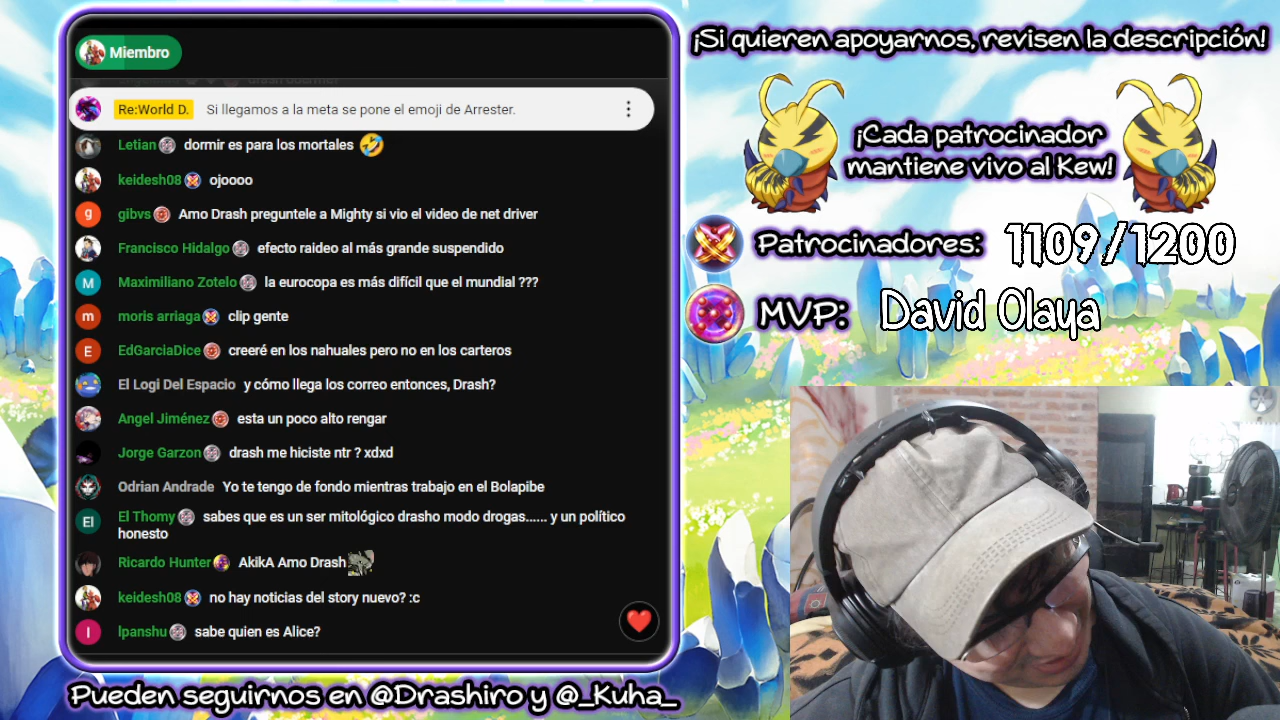 ¡Si quieren apoyarnos, revisen la descripción!
Miembro
Re:World D. Si llegamos a la meta se pone el emoji de Arrester.
Letian dormir es para los mortales 🤣
keidesh08 ojoooo
gibvs Amo Drash preguntele a Mighty si vio el video de net driver
Francisco Hidalgo efecto raideo al más grande suspendido
Maximiliano Zotelo la eurocopa es más difícil que el mundial ???
moris arriaga clip gente
EdGarciaDice creeré en los nahuales pero no en los carteros
El Logi Del Espacio y cómo llega los correo entonces, Drash?
Angel Jiménez esta un poco alto rengar
Jorge Garzon drash me hiciste ntr ? xdxd
Odrian Andrade Yo te tengo de fondo mientras trabajo en el Bolapibe
El Thomy sabes que es un ser mitológico drasho modo drogas...... y un político
honesto
Ricardo Hunter AkikA Amo Drash
keidesh08 no hay noticias del story nuevo? :c
lpanshu sabe quien es Alice?
g
M
m
E
El
l
¡Cada patrocinador
mantiene vivo al Kew!
Patrocinadores: 1109/1200
MVP: David Olaya
Pueden seguirnos en @Drashiro y @_Kuha_